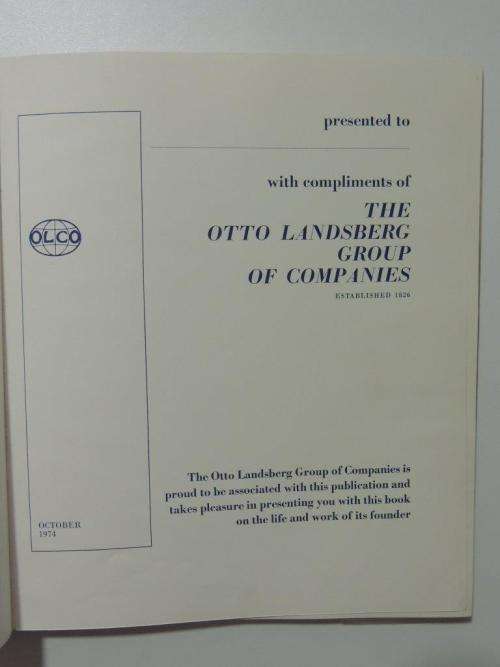 presented to
with compliments of
THE
OTTO LANDSBERG
GROUP
OF COMPANIES
ESTABLISHED 1826
OLCO
The Otto Landsberg Group of Companies is
proud to be associated with this publication and
takes pleasure in presenting you with this book
on the life and work of its founder
OCTOBER
1974